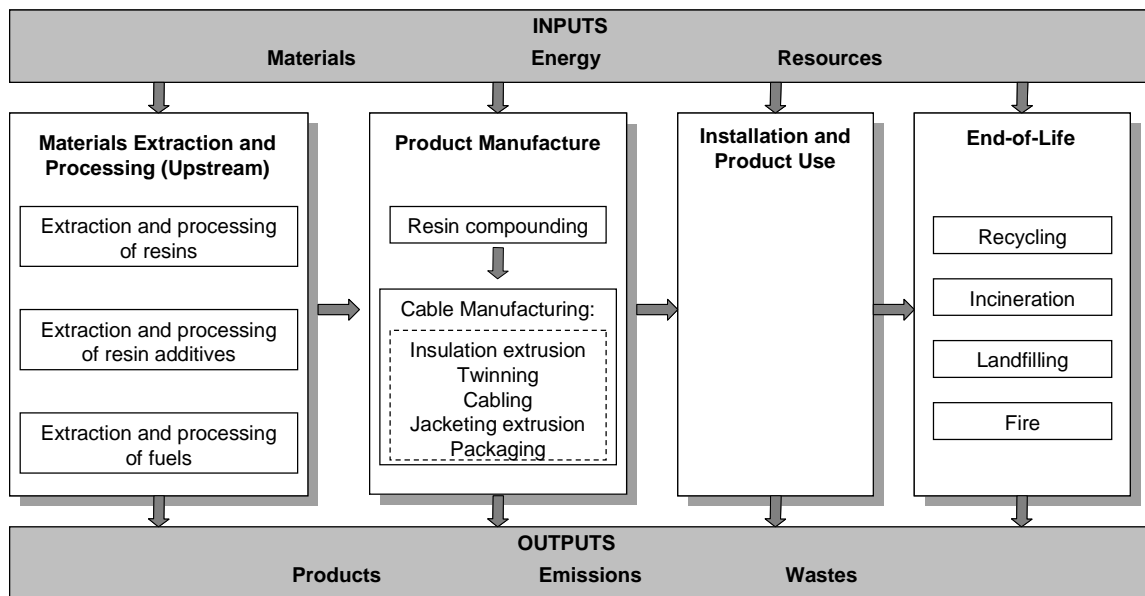 INPUTS
Materials Energy Resources
Materials Extraction and
Processing (Upstream)
Extraction and processing
of resins
Extraction and processing
of resin additives
Extraction and processing
of fuels
Product Manufacture
Resin compounding
Cable Manufacturing:
Insulation extrusion
Twinning
Cabling
Jacketing extrusion
Packaging
Installation and
Product Use
End-of-Life
Recycling
Incineration
Landfilling
Fire
OUTPUTS
Products Emissions Wastes